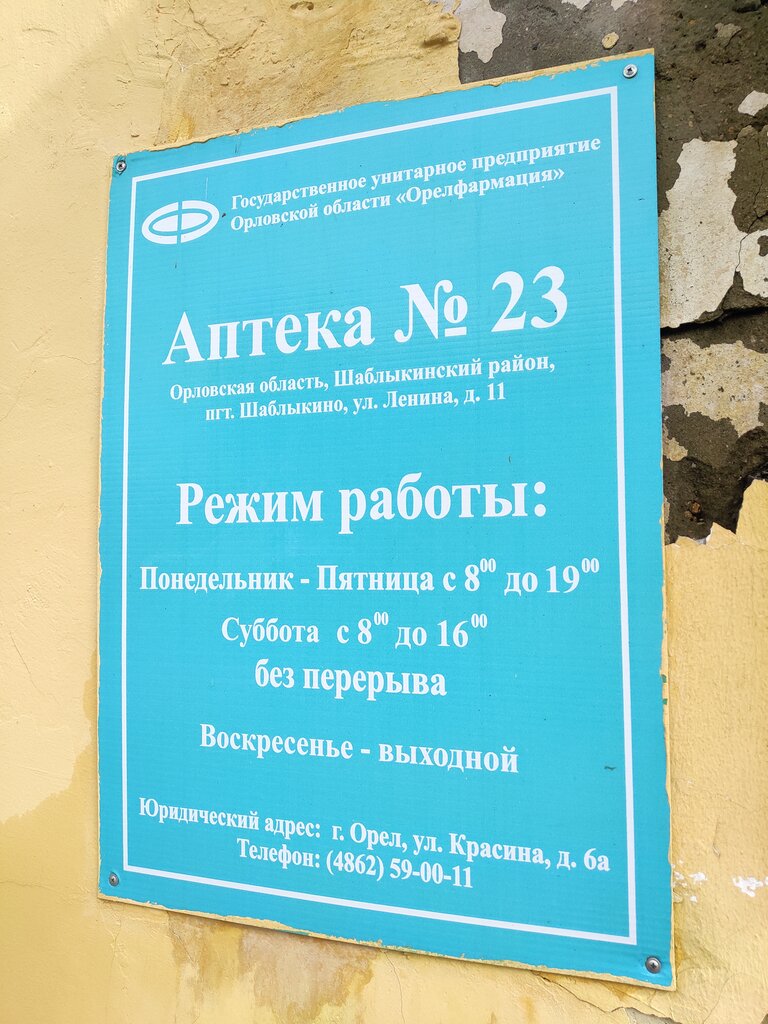 Государственное унитарное предприятие
Орловской области «Орелфармация»
Аптека № 23
Орловская область, Шаблыкинский район,
пгт. Шаблыкино, ул. Ленина, д. 11
Режим работы:
Понедельник - Пятница с 8⁰⁰ до 19⁰⁰
Суббота с 8⁰⁰ до 16⁰⁰
без перерыва
Воскресенье - выходной
Юридический адрес: г. Орел, ул. Красина, д. 6а
Телефон: (4862) 59-00-11